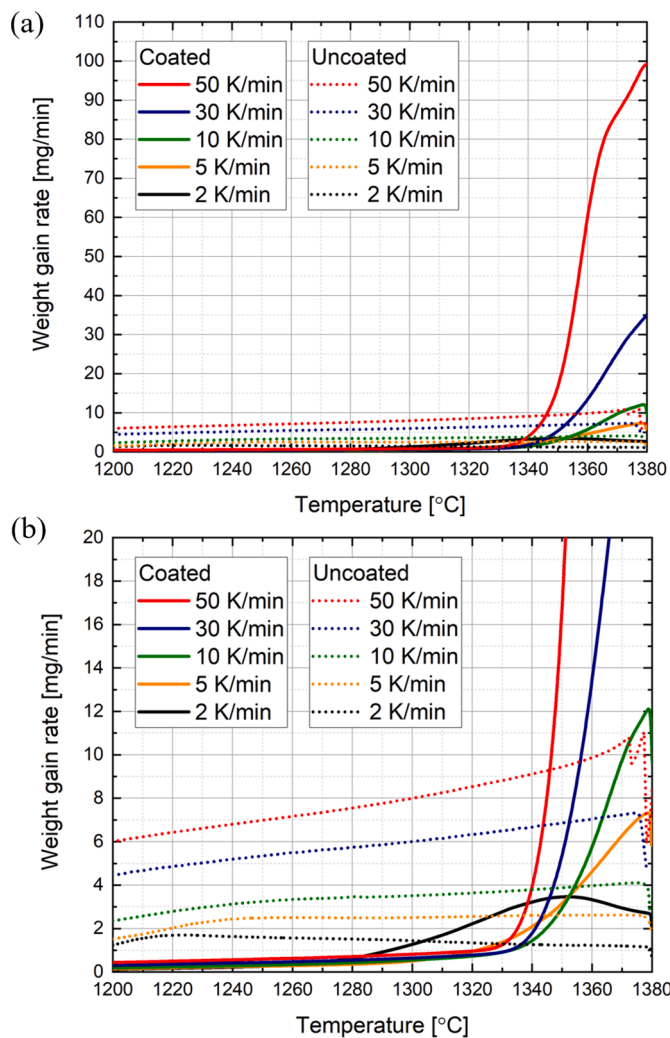 (a)
110
100
90
80
70
60
50
40
30
20
10
0
Weight gain rate [mg/min]
Coated
50 K/min
30 K/min
10 K/min
5 K/min
2 K/min
Uncoated
50 K/min
30 K/min
10 K/min
5 K/min
2 K/min
1200 1220 1240 1260 1280 1300 1320 1340 1360 1380
Temperature [°C]
(b)
20
18
16
14
12
10
8
6
4
2
0
Weight gain rate [mg/min]
Coated
50 K/min
30 K/min
10 K/min
5 K/min
2 K/min
Uncoated
50 K/min
30 K/min
10 K/min
5 K/min
2 K/min
1200 1220 1240 1260 1280 1300 1320 1340 1360 1380
Temperature [°C]